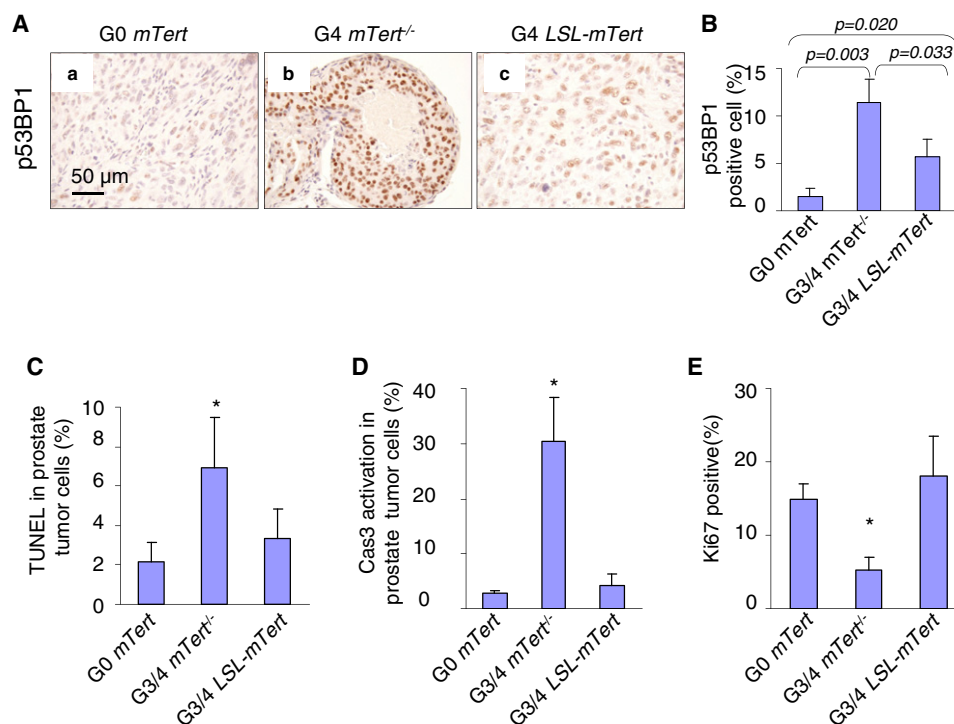 A
G0 mTert
G4 mTert-/-
G4 LSL-mTert
p53BP1
a
b
c
50 µm
B
p=0.020
p=0.003
p=0.033
p53BP1
positive cell (%)
15
10
5
0
G0 mTert
G3/4 mTert-/-
G3/4 LSL-mTert
C
TUNEL in prostate
tumor cells (%)
10
8
6
4
2
0
*
G0 mTert
G3/4 mTert-/-
G3/4 LSL-mTert
D
Cas3 activation in
prostate tumor cells (%)
40
30
20
10
0
*
G0 mTert
G3/4 mTert-/-
G3/4 LSL-mTert
E
Ki67 positive(%)
30
20
10
0
*
G0 mTert
G3/4 mTert-/-
G3/4 LSL-mTert